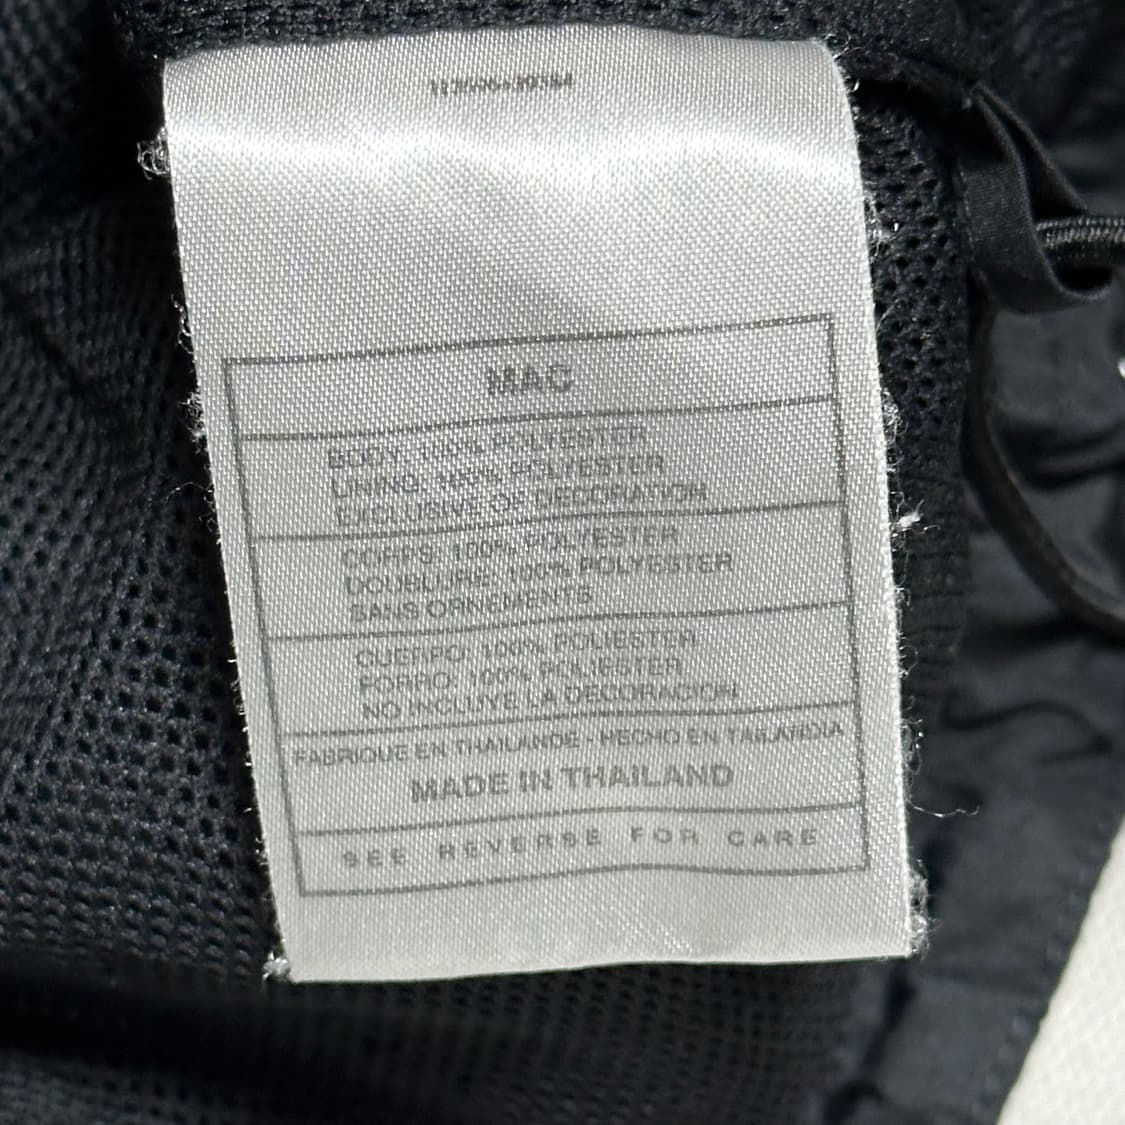 MAC
BODY: 100% POLYESTER
LINING: 100% POLYESTER
EXCLUSIVE OF DECORATION
CORPS: 100% POLYESTER
DOUBLURE: 100% POLYESTER
SANS ORNEMENTS
CUERPO: 100% POLIESTER
FORRO: 100% POLIESTER
NO INCLUYE LA DECORACION
FABRIQUE EN THAILANDE - HECHO EN TAILANDIA
MADE IN THAILAND
SEE REVERSE FOR CARE